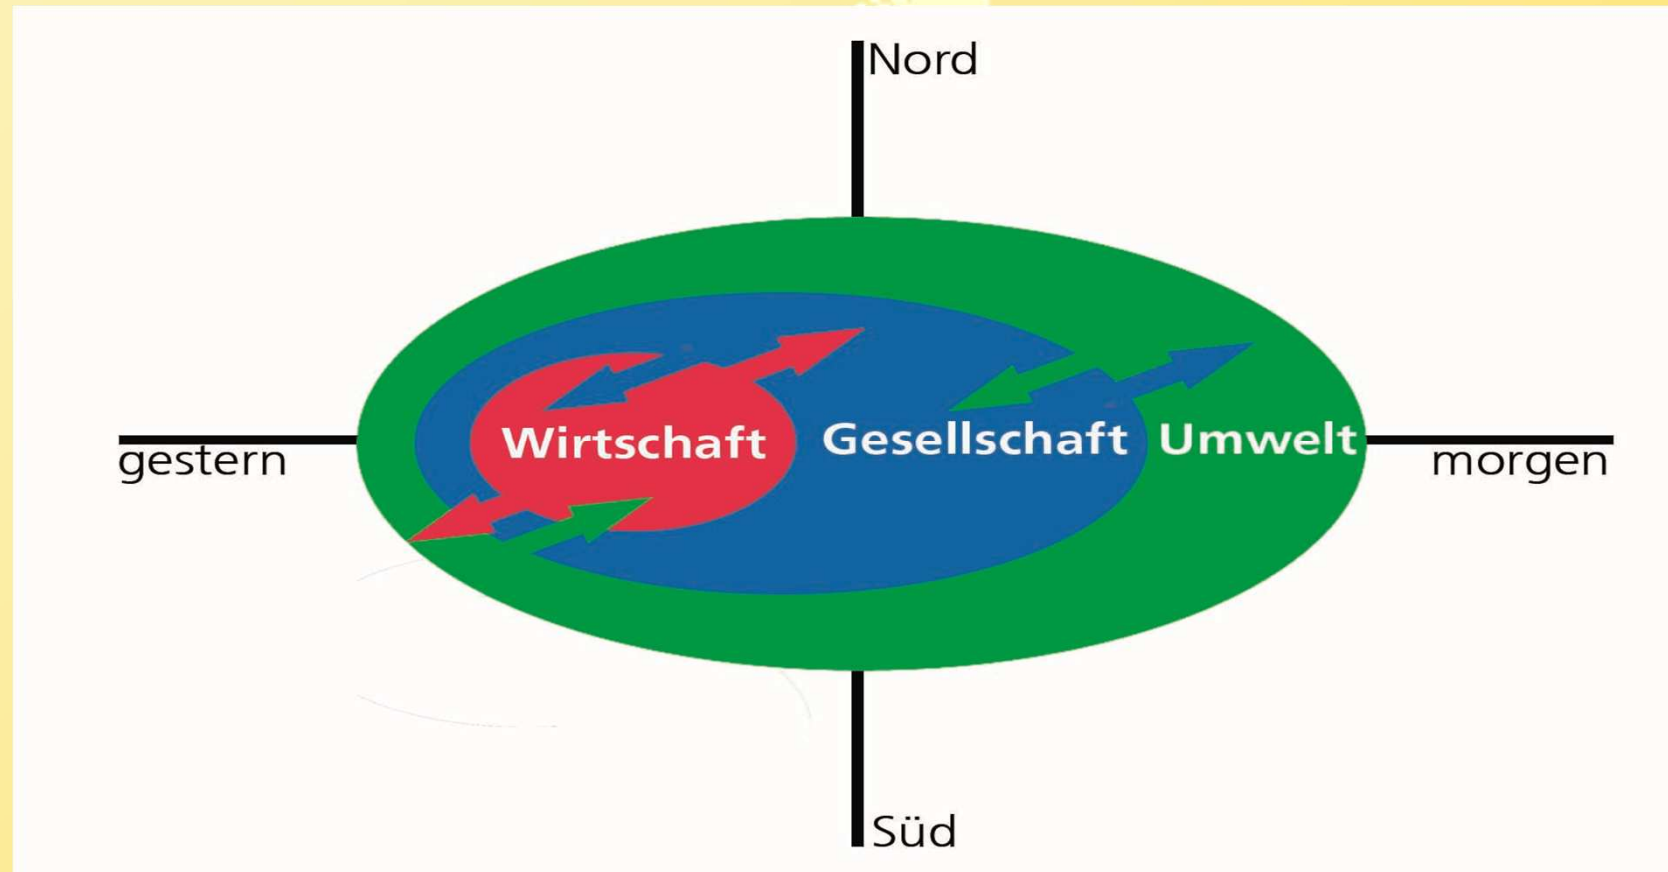 Nord
Wirtschaft Gesellschaft Umwelt
gestern
morgen
Süd